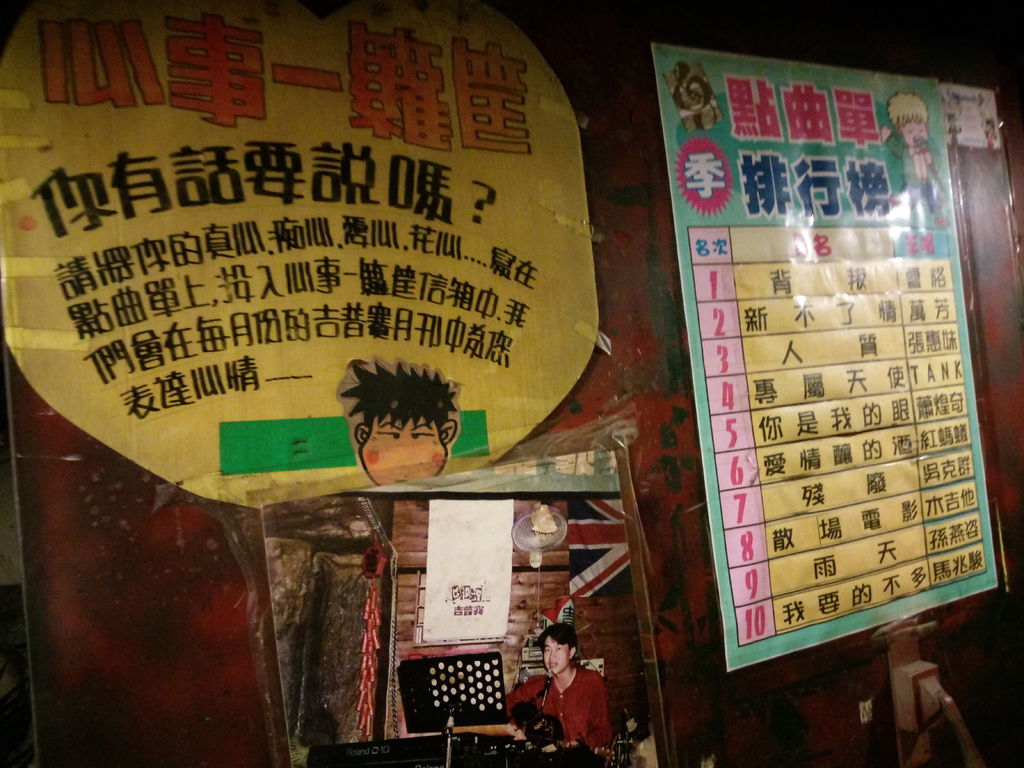 心事一籮筐
你有話要說嗎？
請將你的真心．痴心．憑心．花心....寫在
點曲單上，投入心事一籮筐信箱中，我
們會在每月份的吉普賽月刊中教您
表達心情──
吉普賽
Roland D-10
Roland
點曲單
季 排行榜
名次 曲名
1 背叛 曹格
2 新不了情 萬芳
3 人質 張惠妹
4 專屬天使 TANK
5 你是我的眼 蕭煌奇
6 愛情釀的酒 紅螞蟻
7 殘廢 吳克群
8 散場電影 木吉他
9 雨天 孫燕姿
10 我要的不多 馬兆駿